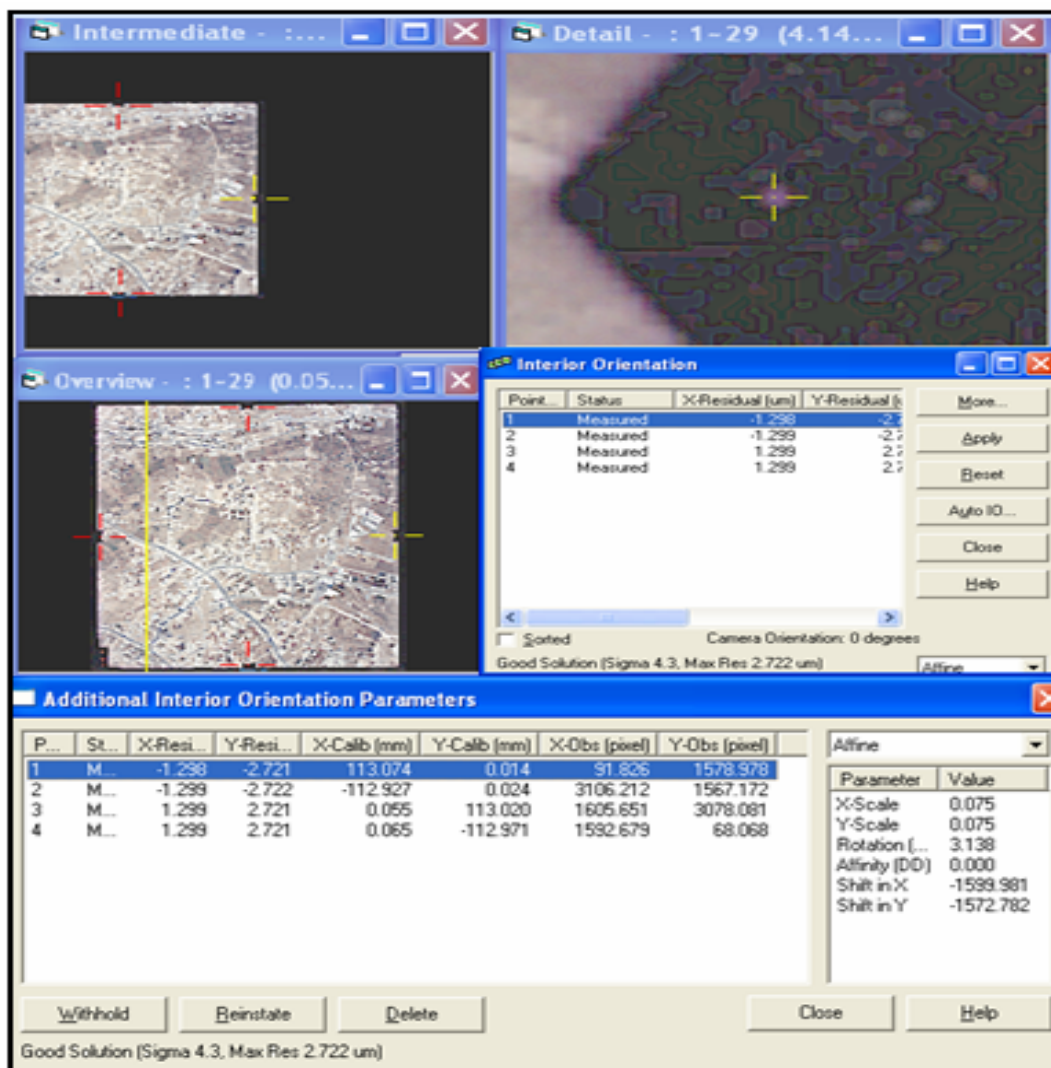 Intermediate - :...
Detail - : 1-29 (4.14...
Overview - : 1-29 (0.05...
Interior Orientation
Point... Status X-Residual (um) Y-Residual (u
1 Measured -1.298 -2.7
2 Measured -1.299 -2.7
3 Measured 1.299 2.7
4 Measured 1.299 2.7
More...
Apply
Reset
Auto IO...
Close
Help
Sorted
Camera Orientation: 0 degrees
Good Solution (Sigma 4.3, Max Res 2.722 um)
Affine
Additional Interior Orientation Parameters
P... St... X-Resi... Y-Resi... X-Calib (mm) Y-Calib (mm) X-Obs (pixel) Y-Obs (pixel)
1 M... -1.298 -2.721 113.074 0.014 91.826 1578.978
2 M... -1.299 -2.722 -112.927 0.024 3106.212 1567.172
3 M... 1.299 2.721 0.055 113.020 1605.651 3078.081
4 M... 1.299 2.721 0.065 -112.971 1592.679 68.068
Affine
Parameter Value
X-Scale 0.075
Y-Scale 0.075
Rotation (... 3.138
Affinity (DD) 0.000
Shift in X -1599.981
Shift in Y -1572.782
Withhold
Reinstate
Delete
Close
Help
Good Solution (Sigma 4.3, Max Res 2.722 um)